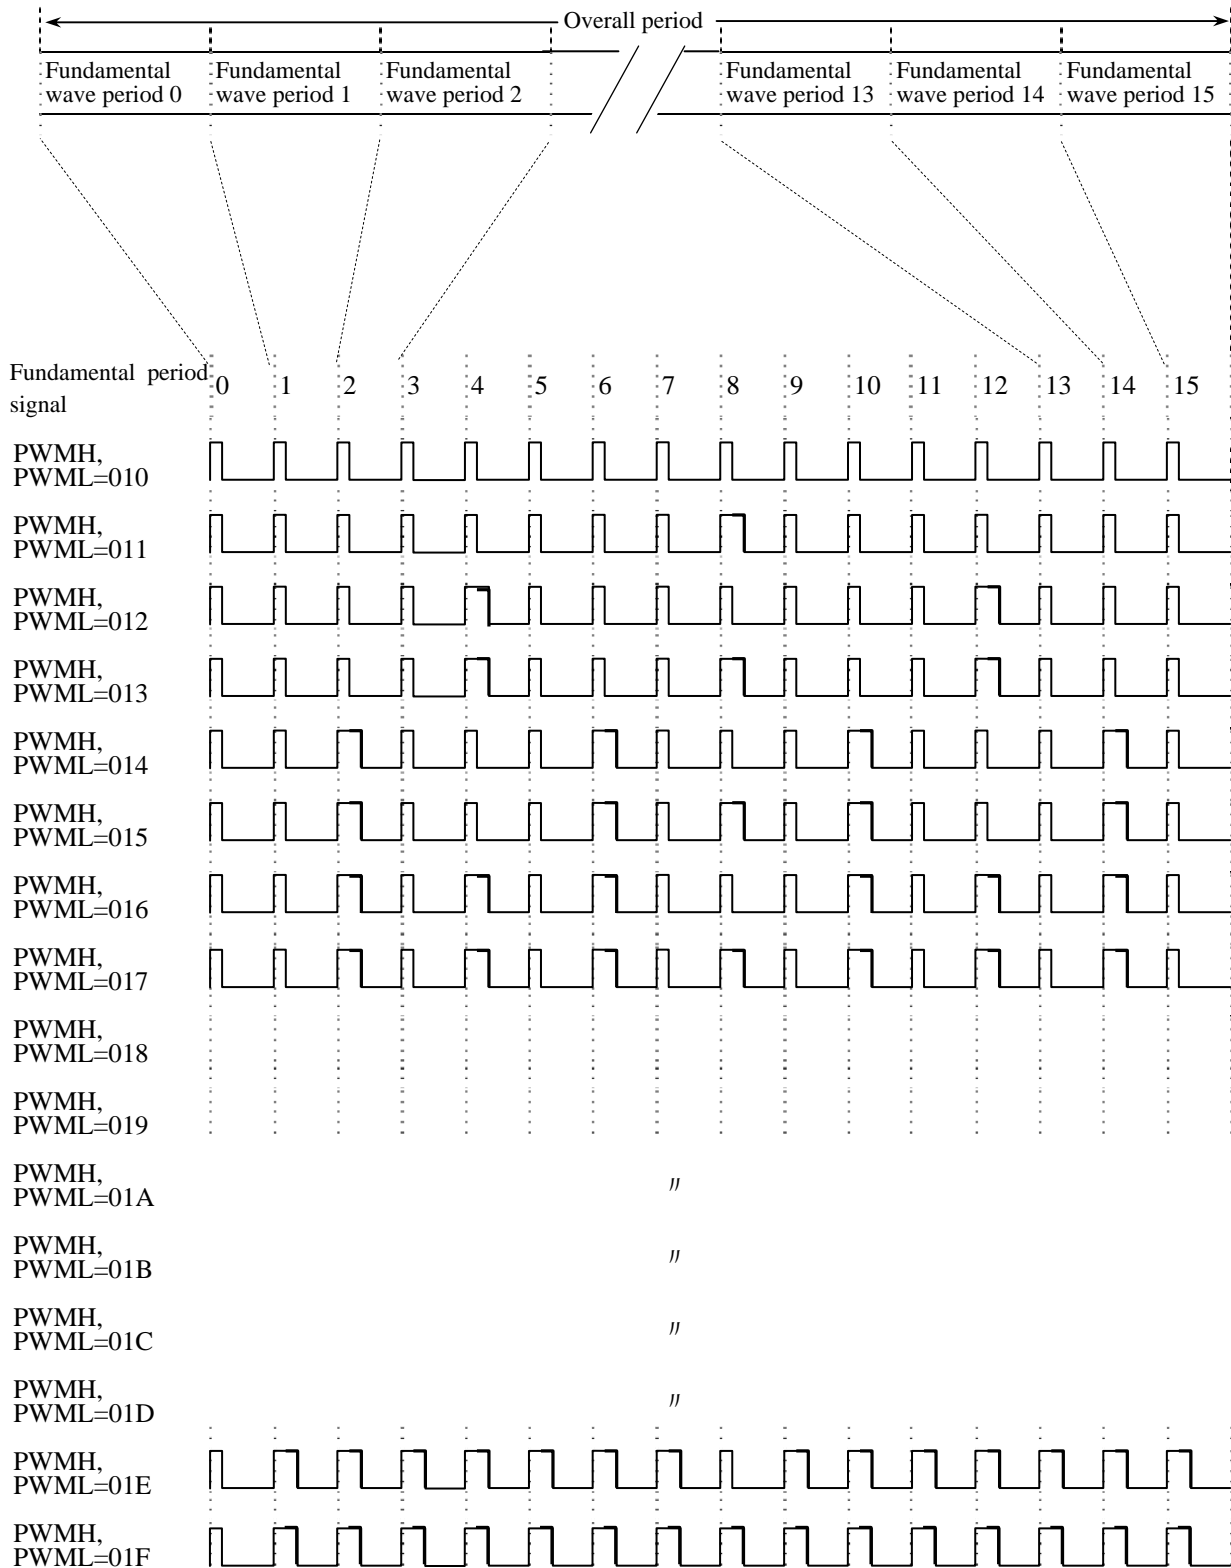 Overall period
Fundamental wave period 0
Fundamental wave period 1
Fundamental wave period 2
Fundamental wave period 13
Fundamental wave period 14
Fundamental wave period 15
Fundamental period signal
0 1 2 3 4 5 6 7 8 9 10 11 12 13 14 15
PWMH,
PWML=010
PWMH,
PWML=011
PWMH,
PWML=012
PWMH,
PWML=013
PWMH,
PWML=014
PWMH,
PWML=015
PWMH,
PWML=016
PWMH,
PWML=017
PWMH,
PWML=018
PWMH,
PWML=019
PWMH,
PWML=01A
〃
PWMH,
PWML=01B
〃
PWMH,
PWML=01C
〃
PWMH,
PWML=01D
〃
PWMH,
PWML=01E
PWMH,
PWML=01F